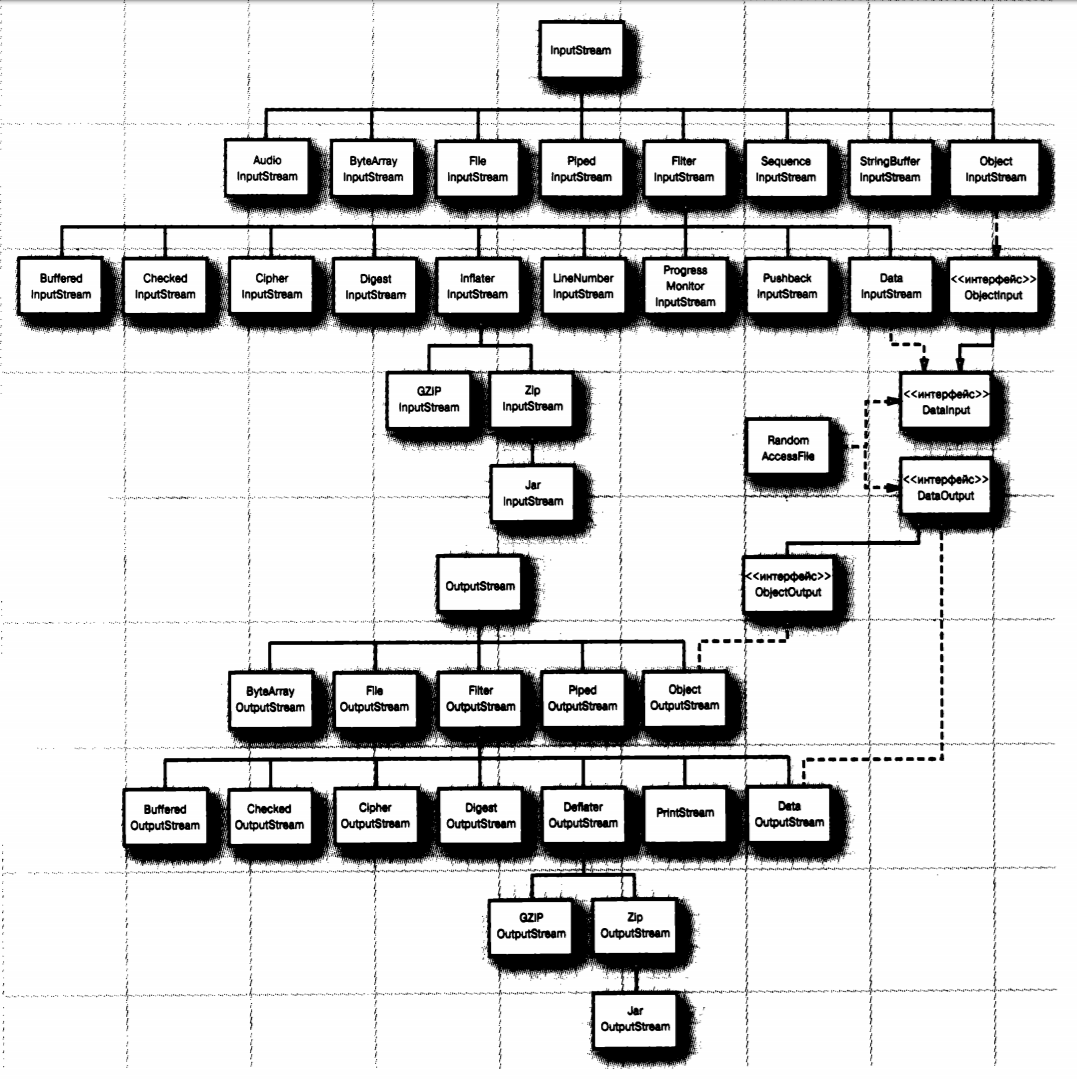 InputStream
Audio
InputStream
ByteArray
InputStream
File
InputStream
Piped
InputStream
Filter
InputStream
Sequence
InputStream
StringBuffer
InputStream
Object
InputStream
Buffered
InputStream
Checked
InputStream
Cipher
InputStream
Digest
InputStream
Inflater
InputStream
LineNumber
InputStream
Progress
Monitor
InputStream
Pushback
InputStream
Data
InputStream
<<интерфейс>>
ObjectInput
GZIP
InputStream
Zip
InputStream
<<интерфейс>>
DataInput
Random
AccessFile
Jar
InputStream
<<интерфейс>>
DataOutput
OutputStream
<<интерфейс>>
ObjectOutput
ByteArray
OutputStream
File
OutputStream
Filter
OutputStream
Piped
OutputStream
Object
OutputStream
Buffered
OutputStream
Checked
OutputStream
Cipher
OutputStream
Digest
OutputStream
Deflater
OutputStream
PrintStream
Data
OutputStream
GZIP
OutputStream
Zip
OutputStream
Jar
OutputStream